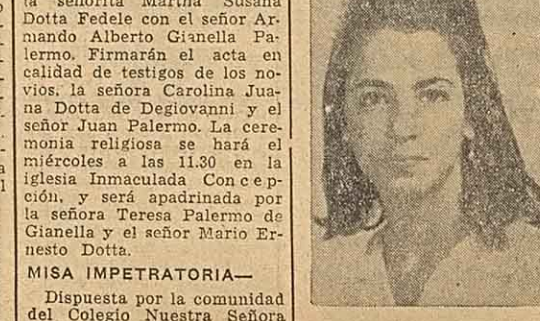 la señorita Martha Susana
Dotta Fedele con el señor Ar-
mando Alberto Gianella Pa-
lermo. Firmarán el acta en
calidad de testigos de los no-
vios, la señora Carolina Jua-
na Dotta de Degiovanni y el
señor Juan Palermo. La cere-
monia religiosa se hará el
miércoles a las 11.30 en la
iglesia Inmaculada Concep-
ción, y será apadrinada por
la señora Teresa Palermo de
Gianella y el señor Mario Er-
nesto Dotta.
MISA IMPETRATORIA—
Dispuesta por la comunidad
del Colegio Nuestra Señora